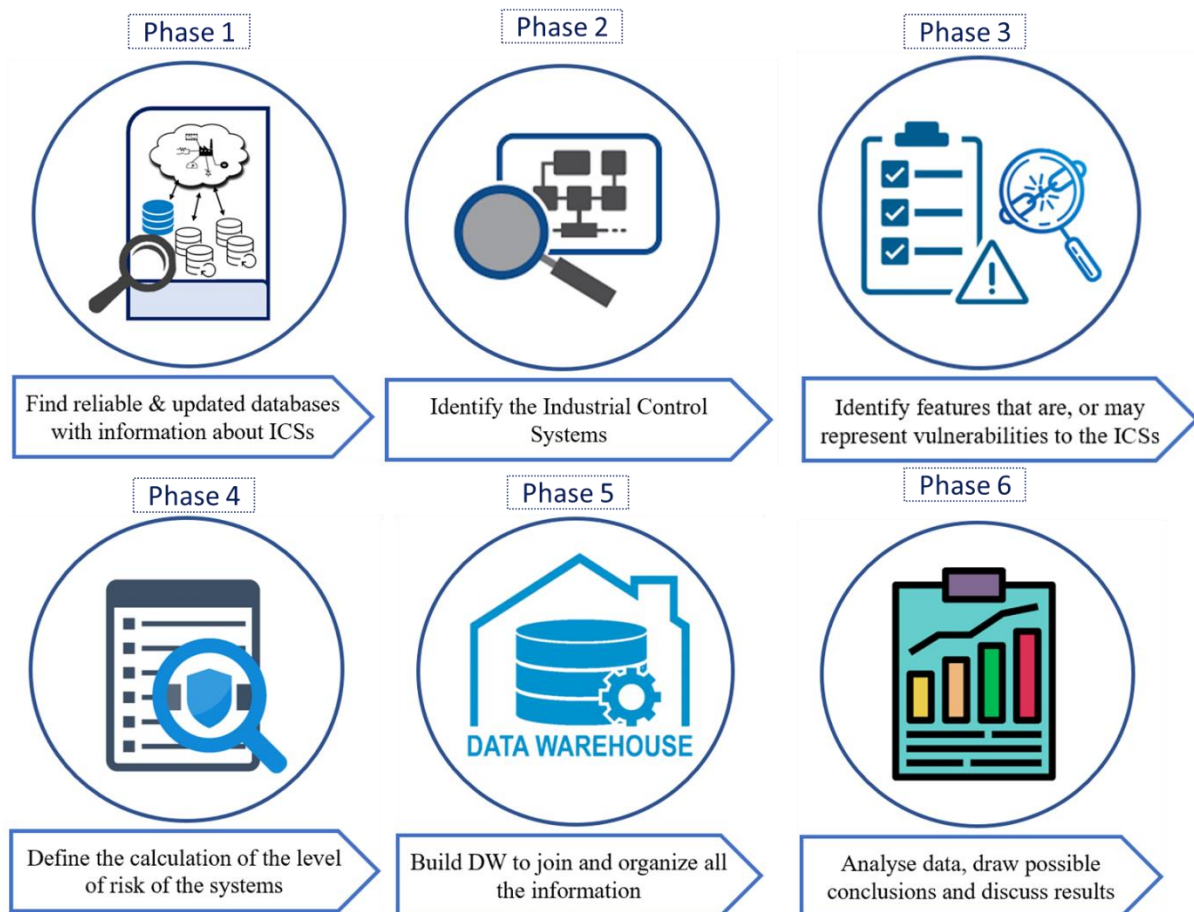 Phase 1
Phase 2
Phase 3
Find reliable & updated databases
with information about ICSs
Identify the Industrial Control
Systems
Identify features that are, or may
represent vulnerabilities to the ICSs
Phase 4
Phase 5
Phase 6
DATA WAREHOUSE
Define the calculation of the level
of risk of the systems
Build DW to join and organize all
the information
Analyse data, draw possible
conclusions and discuss results